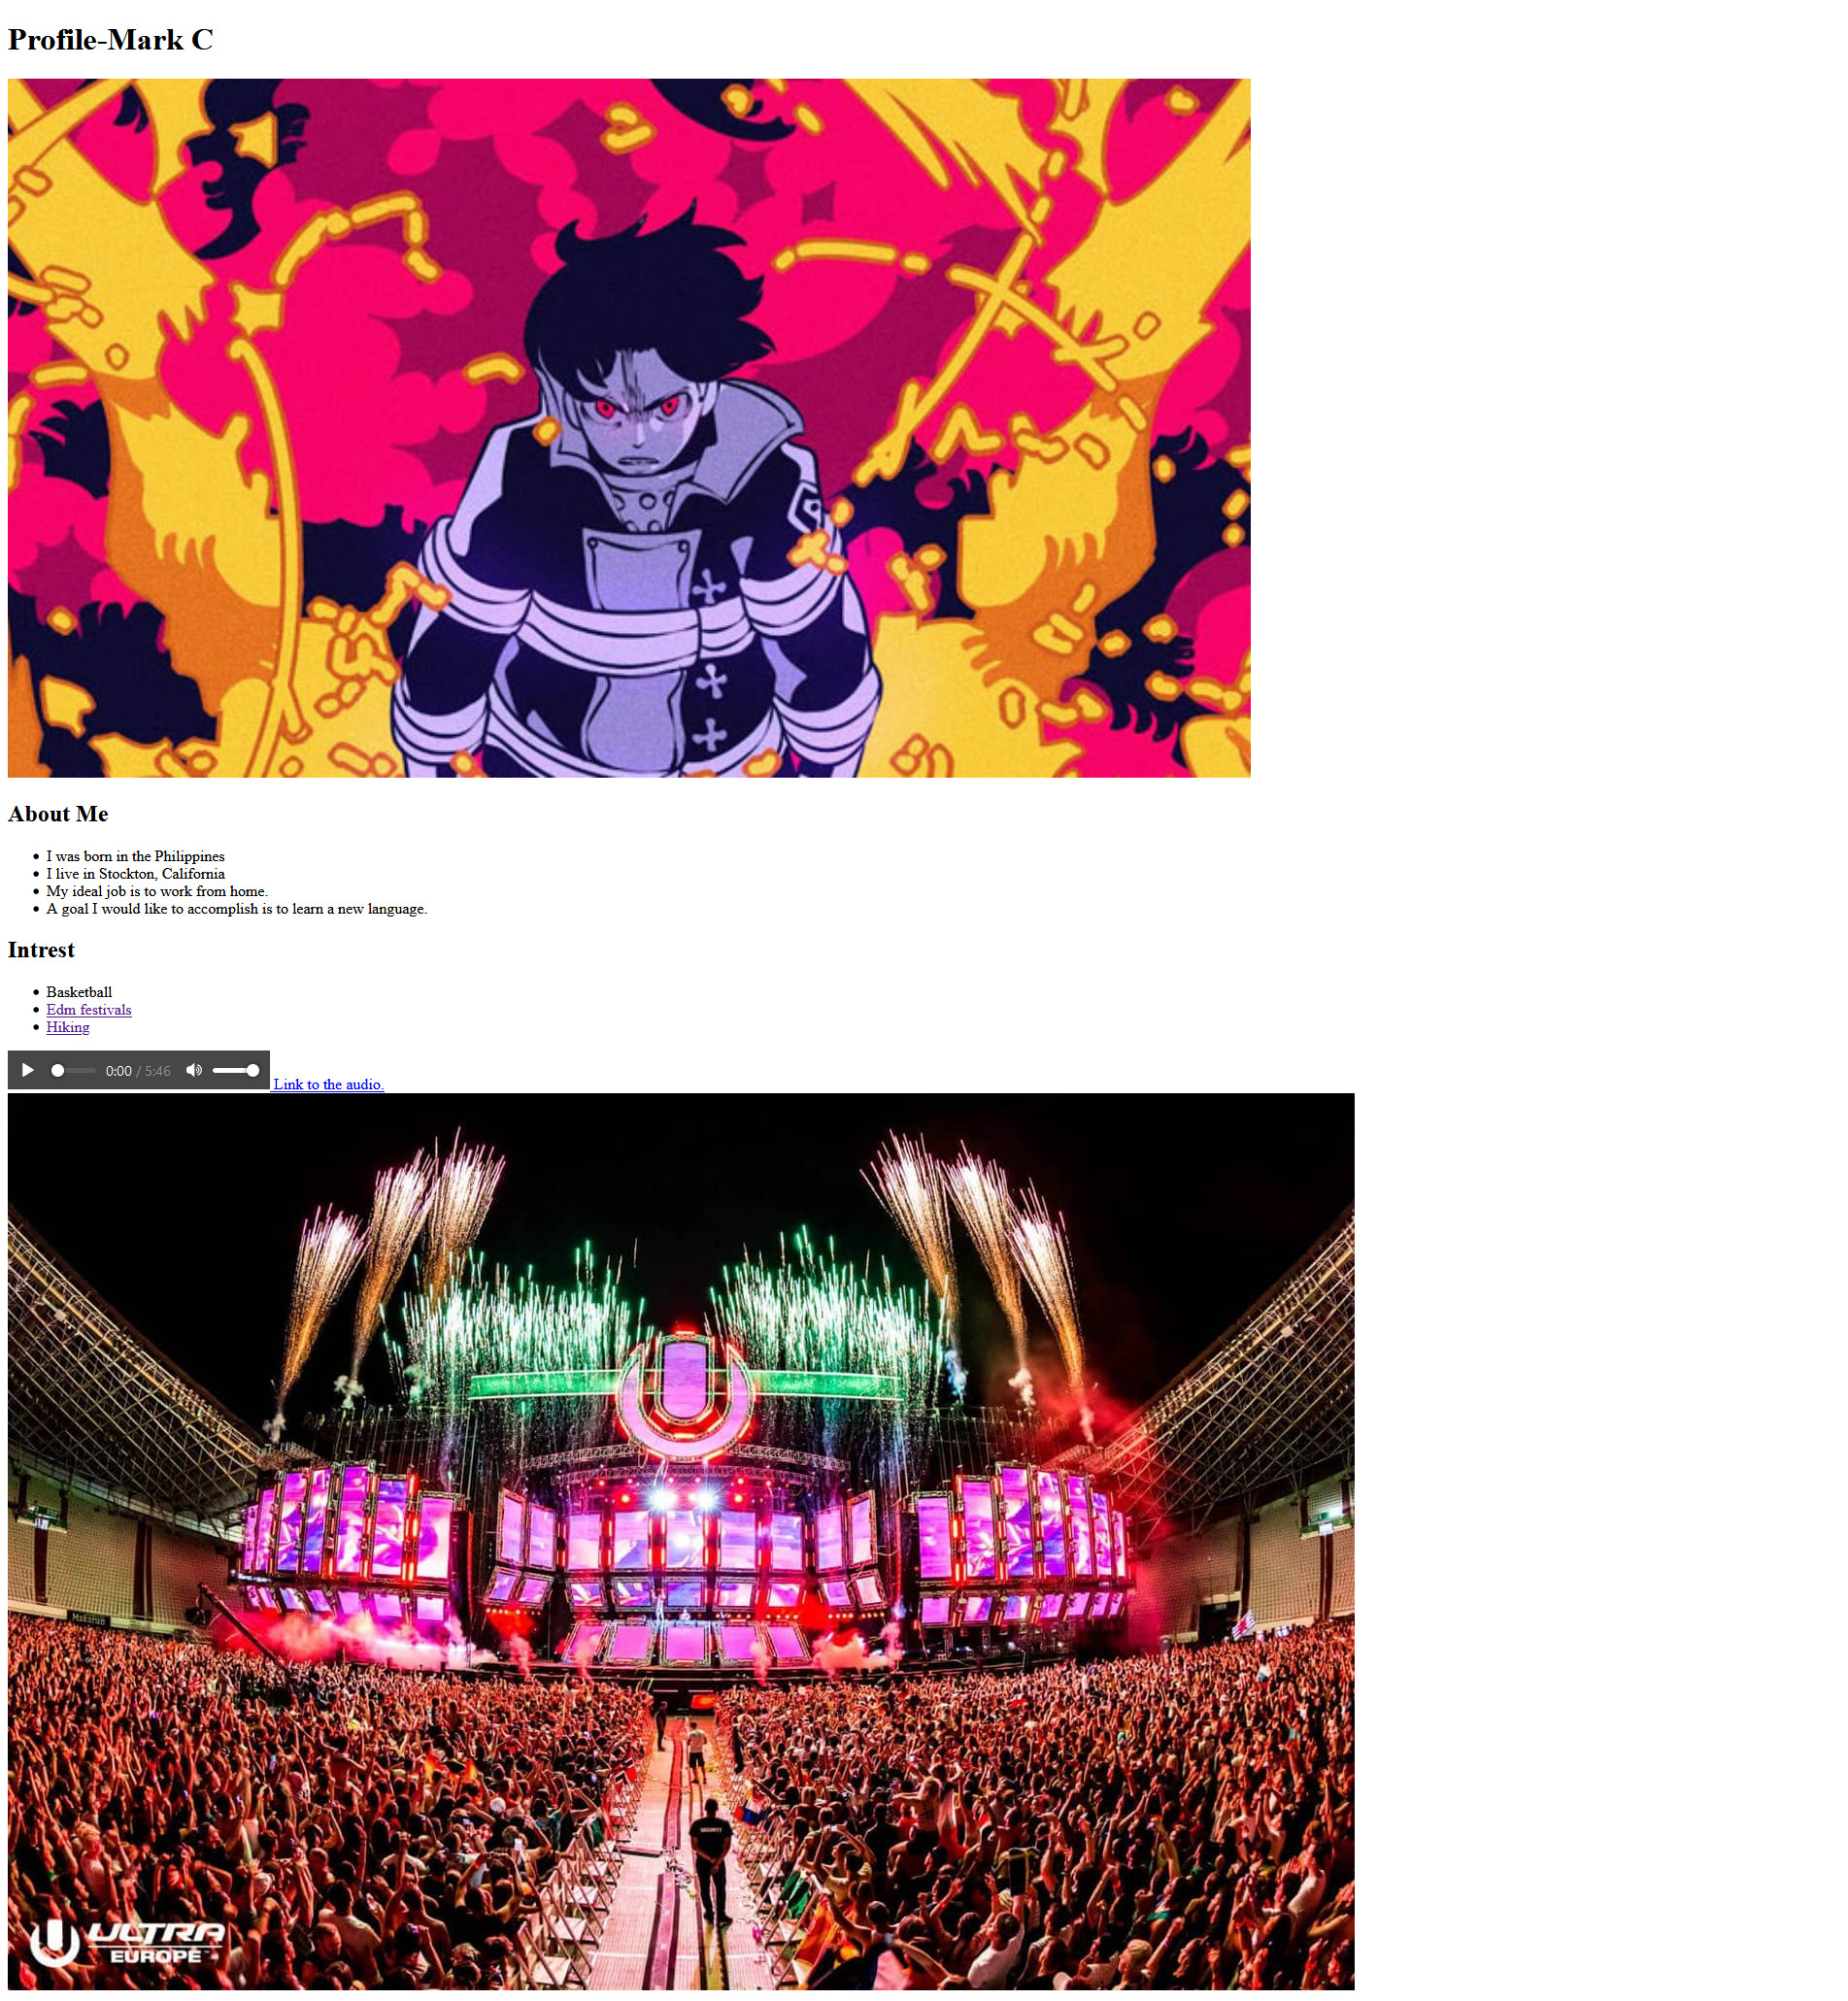 Profile-Mark C
About Me
I was born in the Philippines
I live in Stockton, California
My ideal job is to work from home.
A goal I would like to accomplish is to learn a new language.
Intrest
Basketball
Edm festivals
Hiking
0:00 / 5:46
Link to the audio.
Makarun
SECURITY
ULTRA
EUROPE